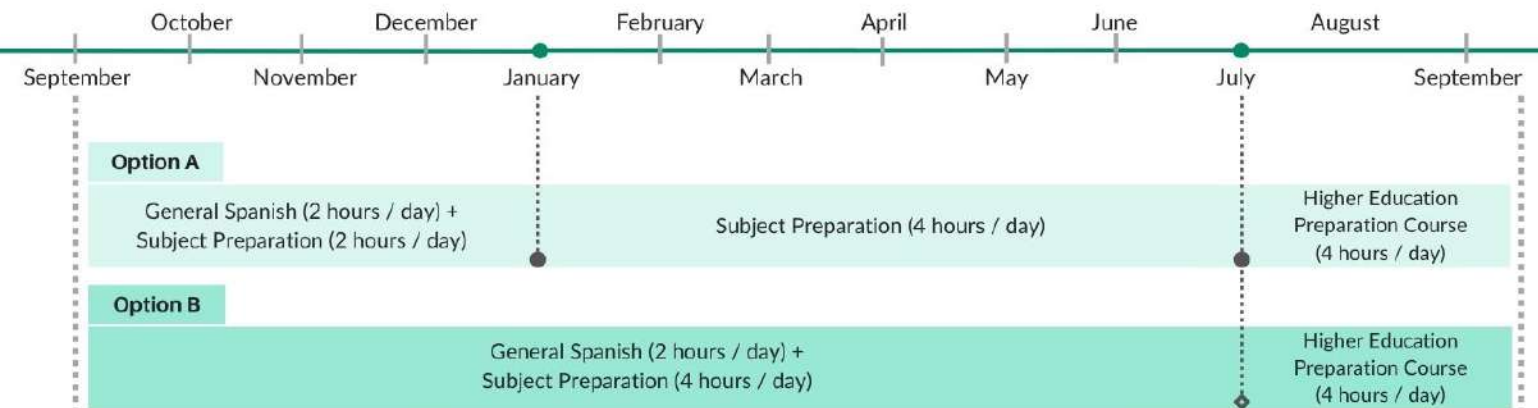 October December February April June August
September November January March May July September
Option A
General Spanish (2 hours / day) +
Subject Preparation (2 hours / day)
Subject Preparation (4 hours / day)
Higher Education
Preparation Course
(4 hours / day)
Option B
General Spanish (2 hours / day) +
Subject Preparation (4 hours / day)
Higher Education
Preparation Course
(4 hours / day)